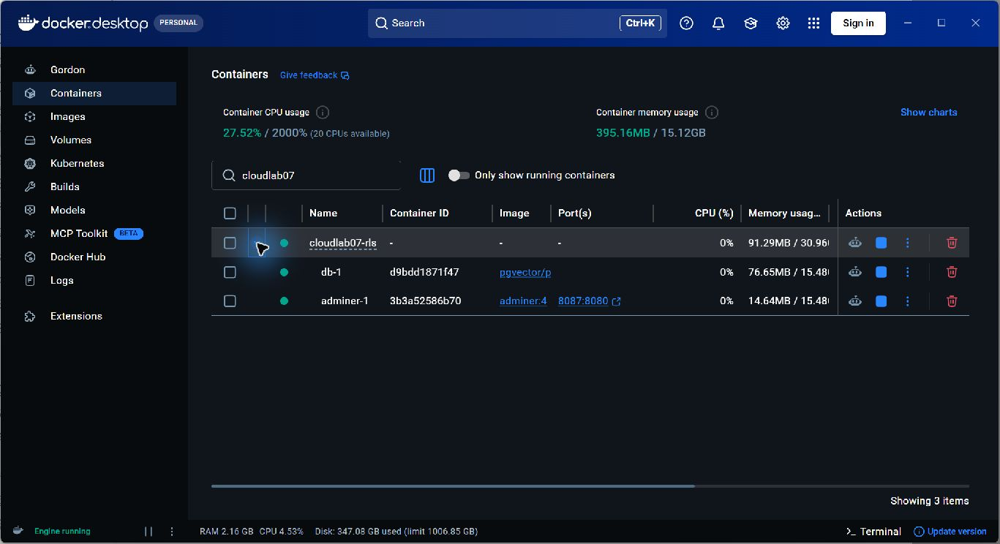 docker.desktop PERSONAL Search Ctrl+K Sign in
Gordon
Containers
Images
Volumes
Kubernetes
Builds
Models
MCP Toolkit BETA
Docker Hub
Logs
Extensions
Containers Give feedback
Container CPU usage
27.52% / 2000% (20 CPUs available)
Container memory usage
395.16MB / 15.12GB
Show charts
cloudlab07
Only show running containers
Name Container ID Image Port(s) CPU (%) Memory usag... Actions
cloudlab07-rls - - - 0% 91.29MB / 30.96
db-1 d9bdd1871f47 pgvector/p 0% 76.65MB / 15.48
adminer-1 3b3a52586b70 adminer:4 8087:8080 0% 14.64MB / 15.48
Showing 3 items
Engine running RAM 2.16 GB CPU 4.53% Disk: 347.08 GB used (limit 1006.85 GB) >_ Terminal Update version